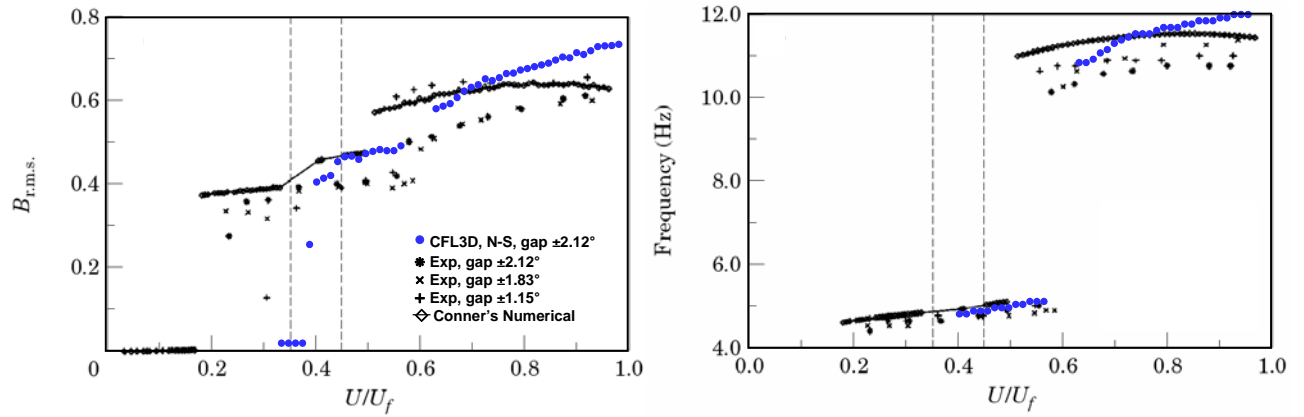 0.8
0.6
0.4
0.2
0
0.2
0.4
0.6
0.8
1.0
B r.m.s.
U/Uf
CFL3D, N-S, gap ±2.12°
Exp, gap ±2.12°
Exp, gap ±1.83°
Exp, gap ±1.15°
Conner's Numerical
12.0
10.0
8.0
6.0
4.0
0.0
0.2
0.4
0.6
0.8
1.0
Frequency (Hz)
U/Uf